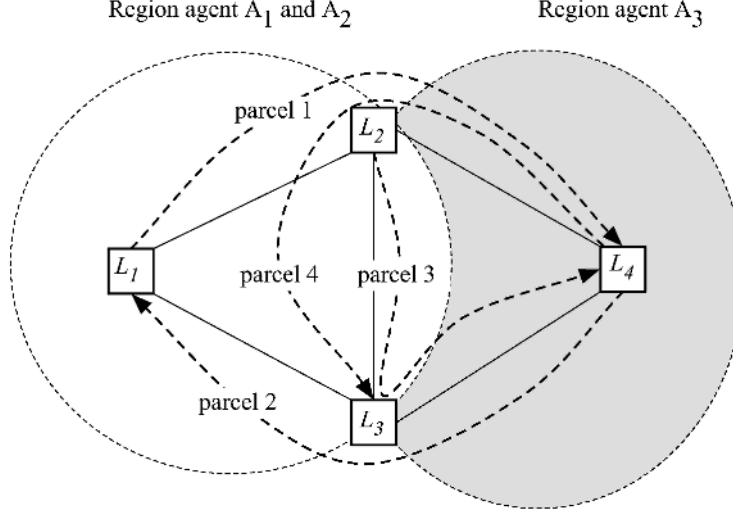 Region agent A1 and A2
Region agent A3
parcel 1
L2
L1
parcel 4
parcel 3
L4
parcel 2
L3